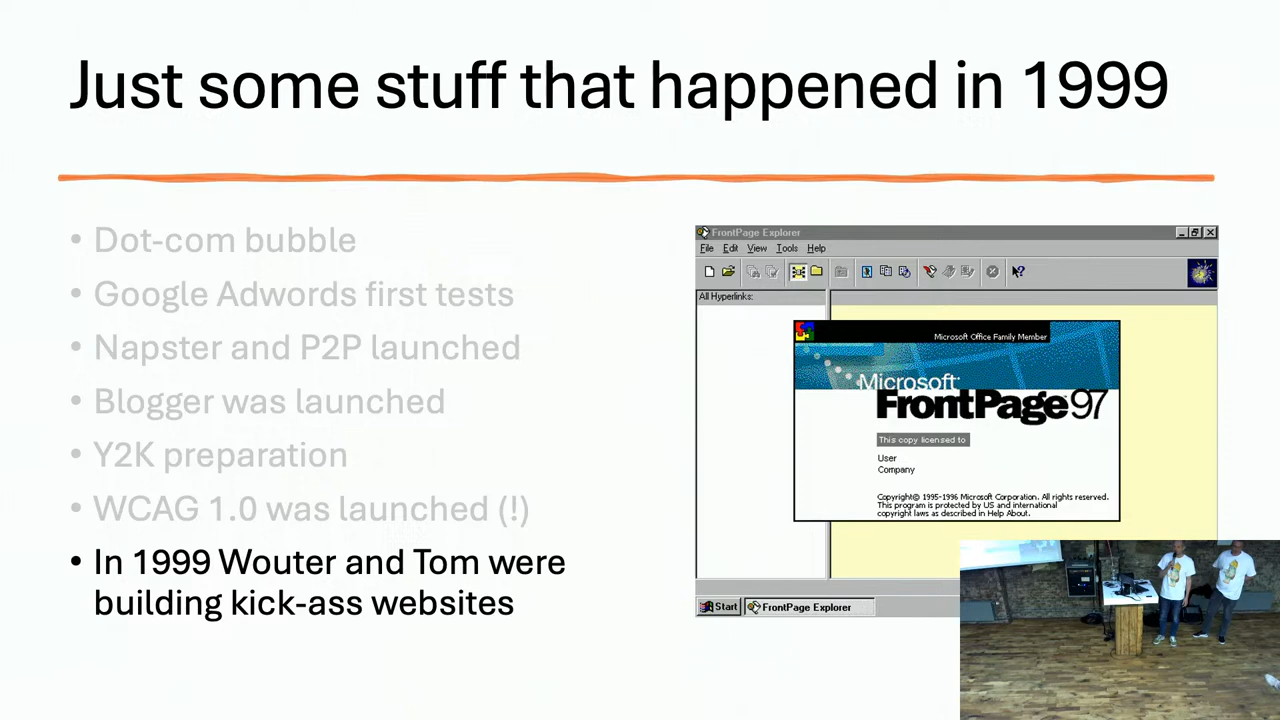 Just some stuff that happened in 1999
• Dot-com bubble
• Google Adwords first tests
• Napster and P2P launched
• Blogger was launched
• Y2K preparation
• WCAG 1.0 was launched (!)
• In 1999 Wouter and Tom were
building kick-ass websites
FrontPage Explorer
File Edit View Tools Help
All Hyperlinks:
Microsoft Office Family Member
Microsoft
FrontPage 97
This copy licensed to
User
Company
Copyright© 1995-1996 Microsoft Corporation. All rights reserved.
This program is protected by US and international
copyright laws as described in Help About.
Start FrontPage Explorer